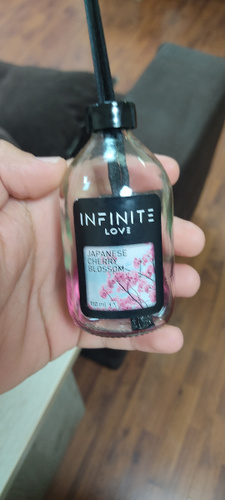 INFINITE
LOVE
JAPANESE
CHERRY
BLOSSOM